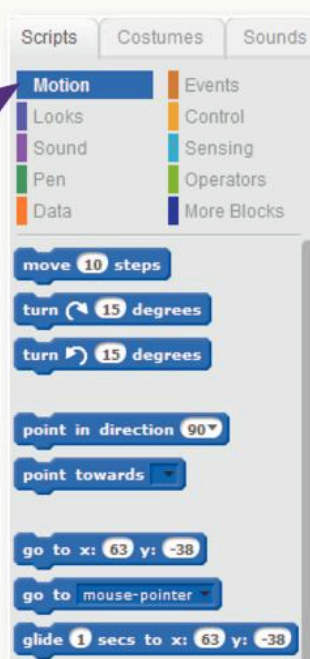 Scripts Costumes Sounds
Motion Events
Looks Control
Sound Sensing
Pen Operators
Data More Blocks
move 10 steps
turn 15 degrees
turn 15 degrees
point in direction 90
point towards
go to x: 63 y: -38
go to mouse-pointer
glide 1 secs to x: 63 y: -38